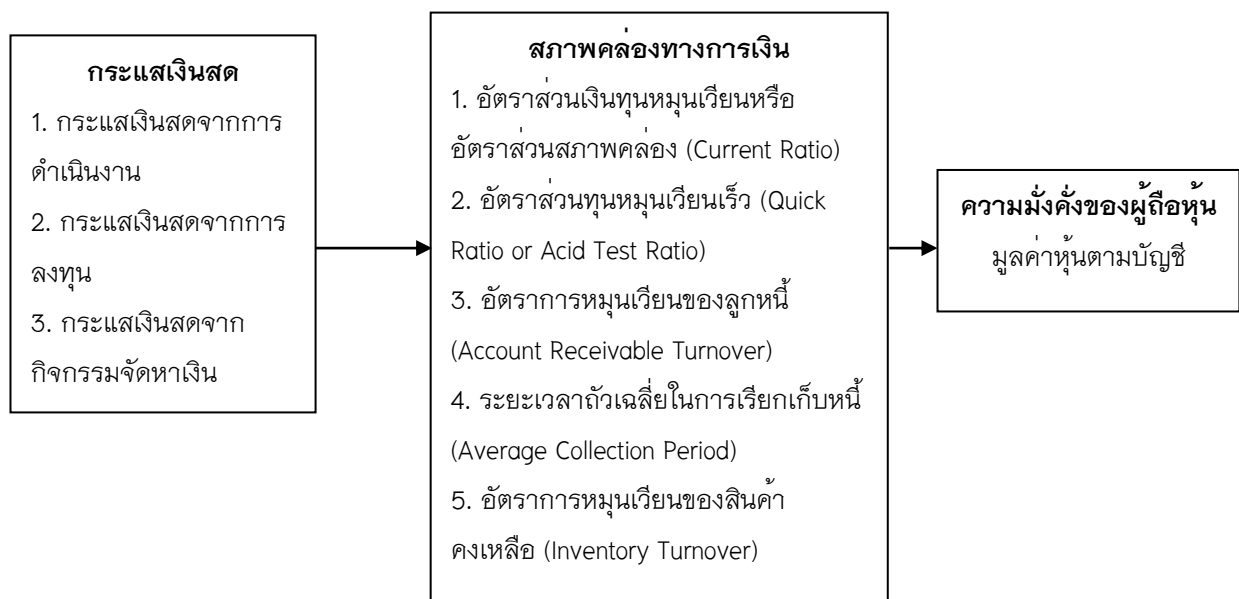 กระแสเงินสด
1. กระแสเงินสดจากการ
ดำเนินงาน
2. กระแสเงินสดจากการ
ลงทุน
3. กระแสเงินสดจาก
กิจกรรมจัดหาเงิน
สภาพคล่องทางการเงิน
1. อัตราส่วนเงินทุนหมุนเวียนหรือ
อัตราส่วนสภาพคล่อง (Current Ratio)
2. อัตราส่วนทุนหมุนเวียนเร็ว (Quick
Ratio or Acid Test Ratio)
3. อัตราการหมุนเวียนของลูกหนี้
(Account Receivable Turnover)
4. ระยะเวลาถัวเฉลี่ยในการเรียกเก็บหนี้
(Average Collection Period)
5. อัตราการหมุนเวียนของสินค้า
คงเหลือ (Inventory Turnover)
ความมั่งคั่งของผู้ถือหุ้น
มูลค่าหุ้นตามบัญชี